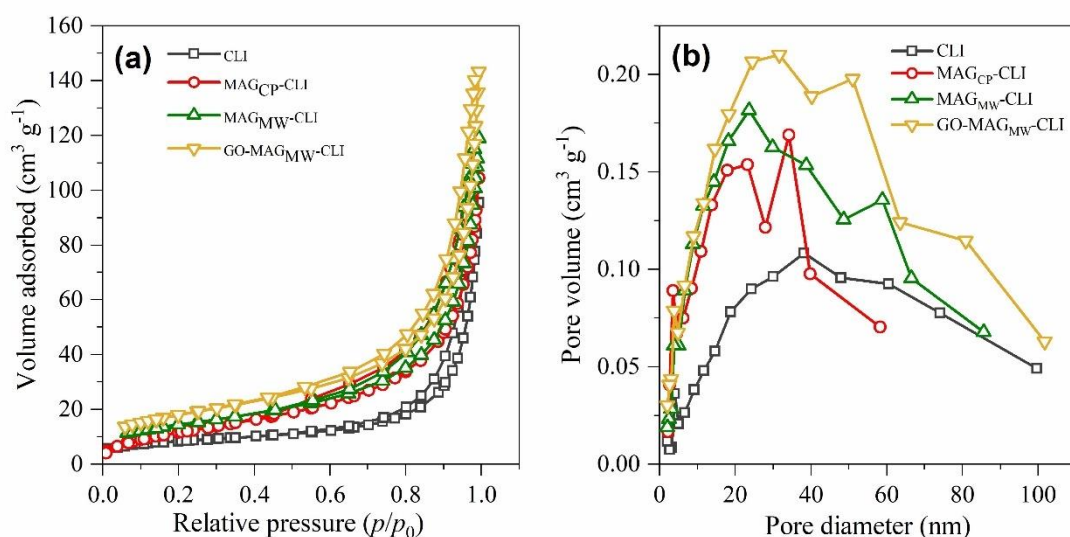 (a)
CLI
MAGCP-CLI
MAGMW-CLI
GO-MAGMW-CLI
Volume adsorbed (cm³ g⁻¹)
160
140
120
100
80
60
40
20
0
0.0 0.2 0.4 0.6 0.8 1.0
Relative pressure (p/p₀)
(b)
CLI
MAGCP-CLI
MAGMW-CLI
GO-MAGMW-CLI
Pore volume (cm³ g⁻¹)
0.20
0.15
0.10
0.05
0.00
0 20 40 60 80 100
Pore diameter (nm)